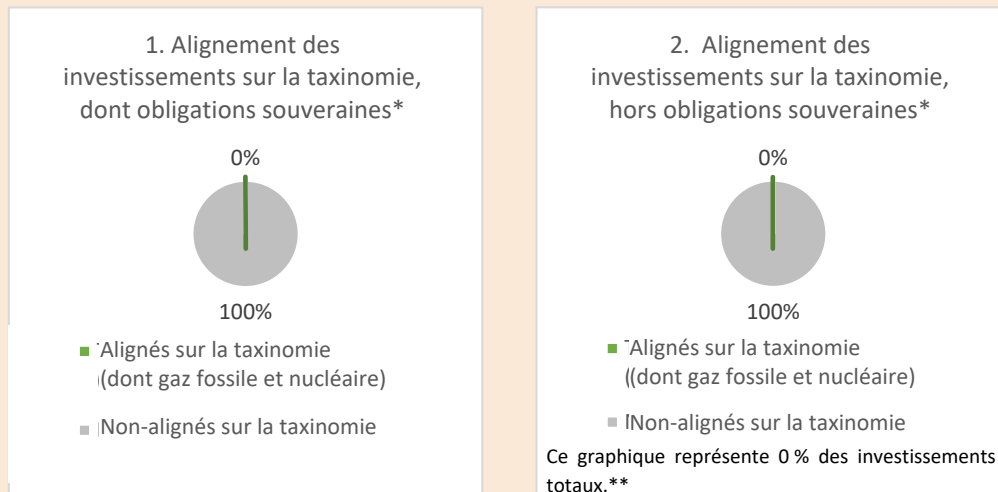 1. Alignement des
investissements sur la taxinomie,
dont obligations souveraines*
0%
100%
Alignés sur la taxinomie
(dont gaz fossile et nucléaire)
Non-alignés sur la taxinomie
2. Alignement des
investissements sur la taxinomie,
hors obligations souveraines*
0%
100%
Alignés sur la taxinomie
((dont gaz fossile et nucléaire)
Non-alignés sur la taxinomie
Ce graphique représente 0 % des investissements
totaux.**